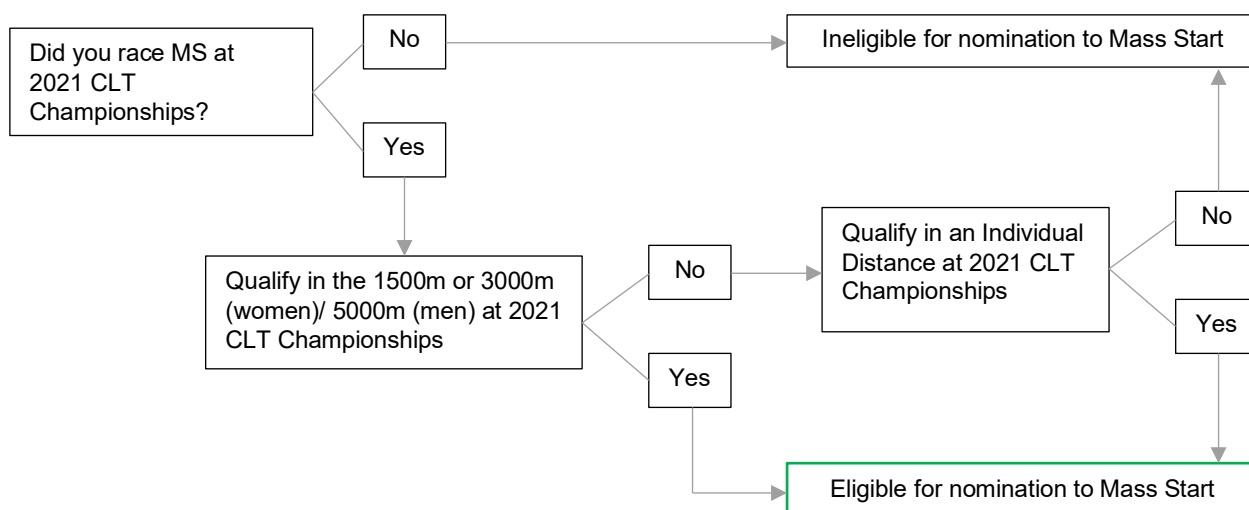 Did you race MS at
2021 CLT
Championships?
No
Yes
Ineligible for nomination to Mass Start
Qualify in the 1500m or 3000m
(women)/ 5000m (men) at 2021
CLT Championships
No
Yes
Qualify in an Individual
Distance at 2021 CLT
Championships
No
Yes
Eligible for nomination to Mass Start